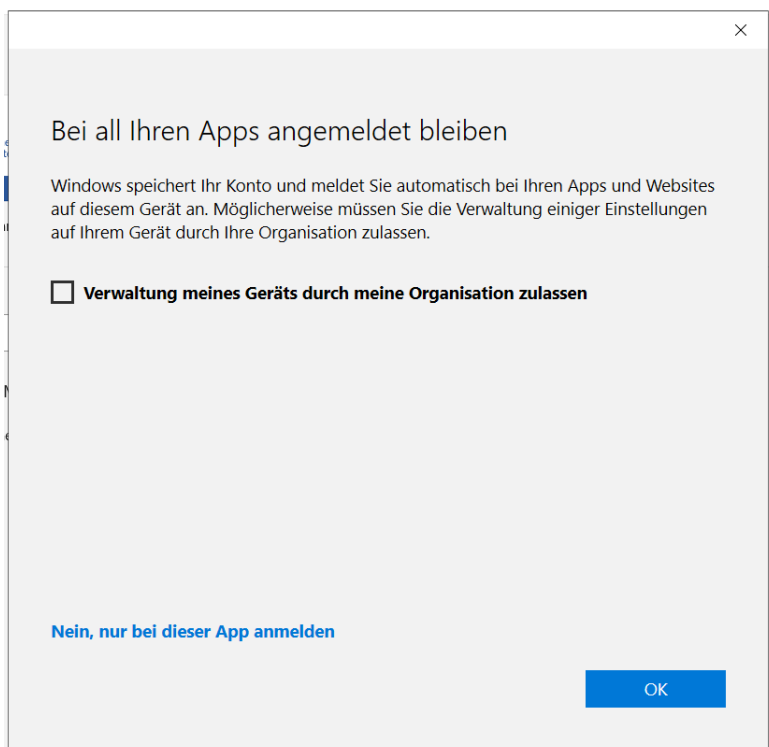 Bei all Ihren Apps angemeldet bleiben
Windows speichert Ihr Konto und meldet Sie automatisch bei Ihren Apps und Websites
auf diesem Gerät an. Möglicherweise müssen Sie die Verwaltung einiger Einstellungen
auf Ihrem Gerät durch Ihre Organisation zulassen.
Verwaltung meines Geräts durch meine Organisation zulassen
Nein, nur bei dieser App anmelden
OK